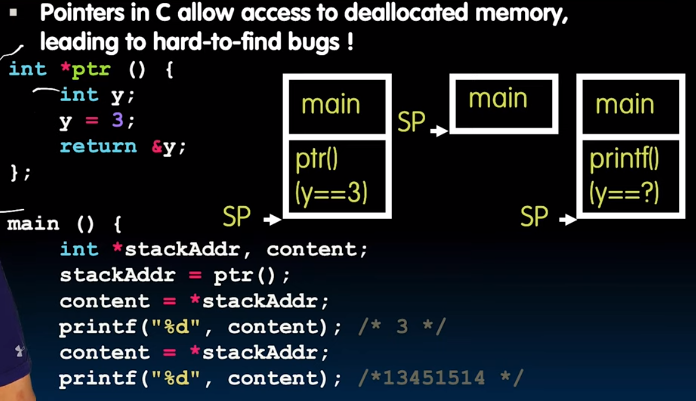 Pointers in C allow access to deallocated memory,
leading to hard-to-find bugs !
int *ptr () {
int y;
y = 3;
return &y;
};
main () {
int *stackAddr, content;
stackAddr = ptr();
content = *stackAddr;
printf("%d", content); /* 3 */
content = *stackAddr;
printf("%d", content); /*13451514 */
main
ptr()
(y==3)
SP
main
SP
main
printf()
(y==?)
SP